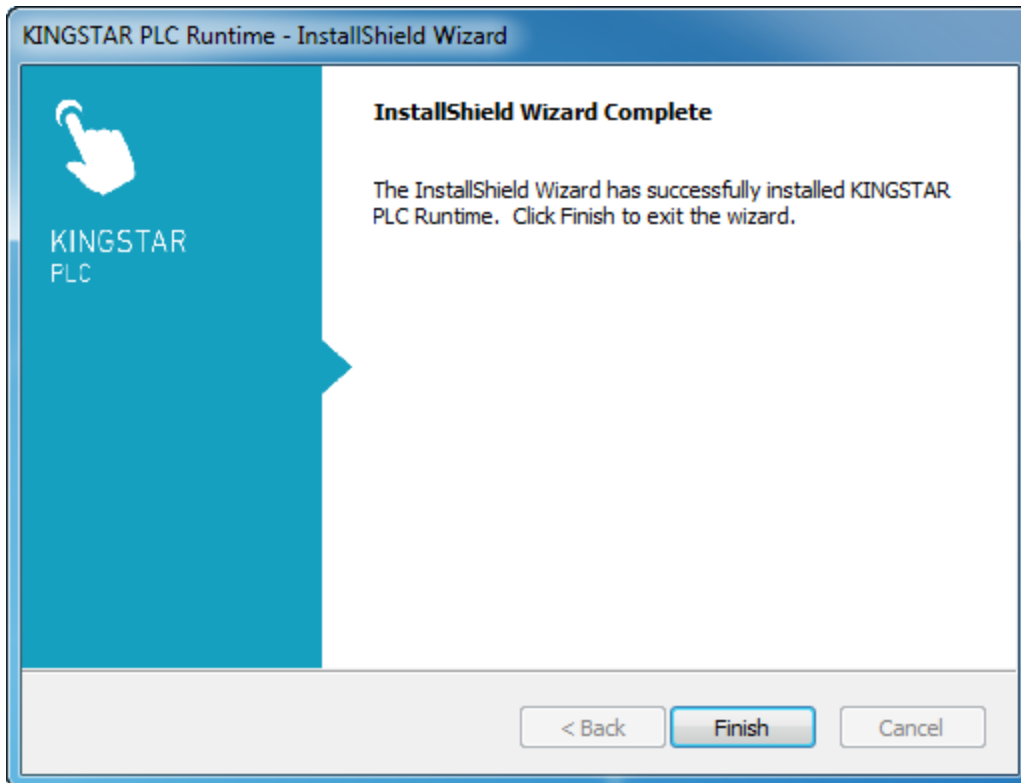 KINGSTAR PLC Runtime - InstallShield Wizard
KINGSTAR
PLC
InstallShield Wizard Complete
The InstallShield Wizard has successfully installed KINGSTAR
PLC Runtime.  Click Finish to exit the wizard.
< Back
Finish
Cancel